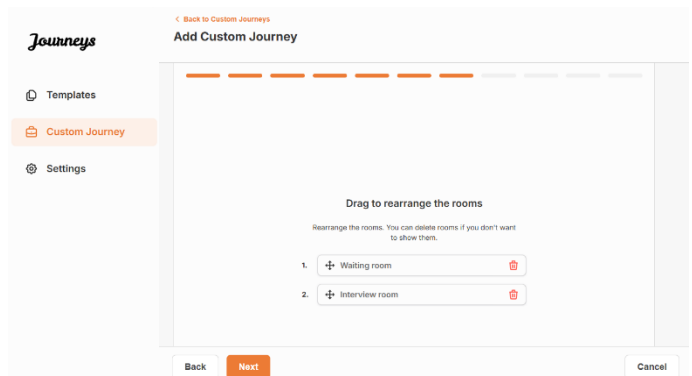 Journeys
Templates
Custom Journey
Settings
< Back to Custom Journeys
Add Custom Journey
Drag to rearrange the rooms
Rearrange the rooms. You can delete rooms if you don't want
to show them.
1. Waiting room
2. Interview room
Back Next Cancel